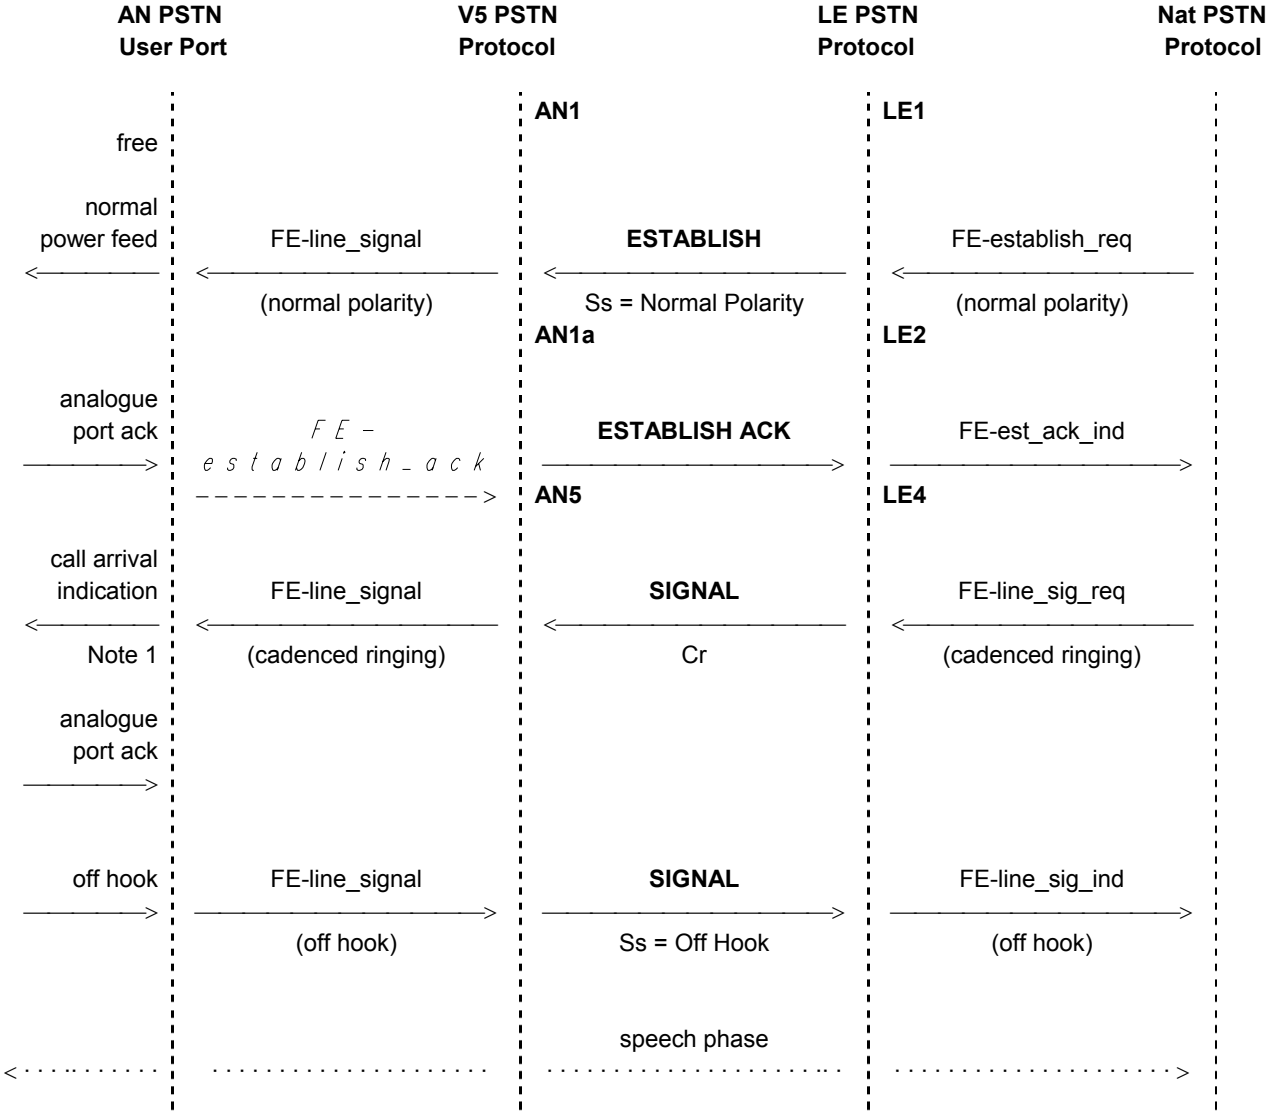 AN PSTN V5 PSTN LE PSTN Nat PSTN
User Port Protocol Protocol Protocol
AN1 LE1
free
normal
power feed FE-line_signal ESTABLISH FE-establish_req
(normal polarity) Ss = Normal Polarity (normal polarity)
AN1a LE2
analogue
port ack FE- ESTABLISH ACK FE-est_ack_ind
establish_ack
AN5 LE4
call arrival
indication FE-line_signal SIGNAL FE-line_sig_req
Note 1 (cadenced ringing) Cr (cadenced ringing)
analogue
port ack
off hook FE-line_signal SIGNAL FE-line_sig_ind
(off hook) Ss = Off Hook (off hook)
speech phase